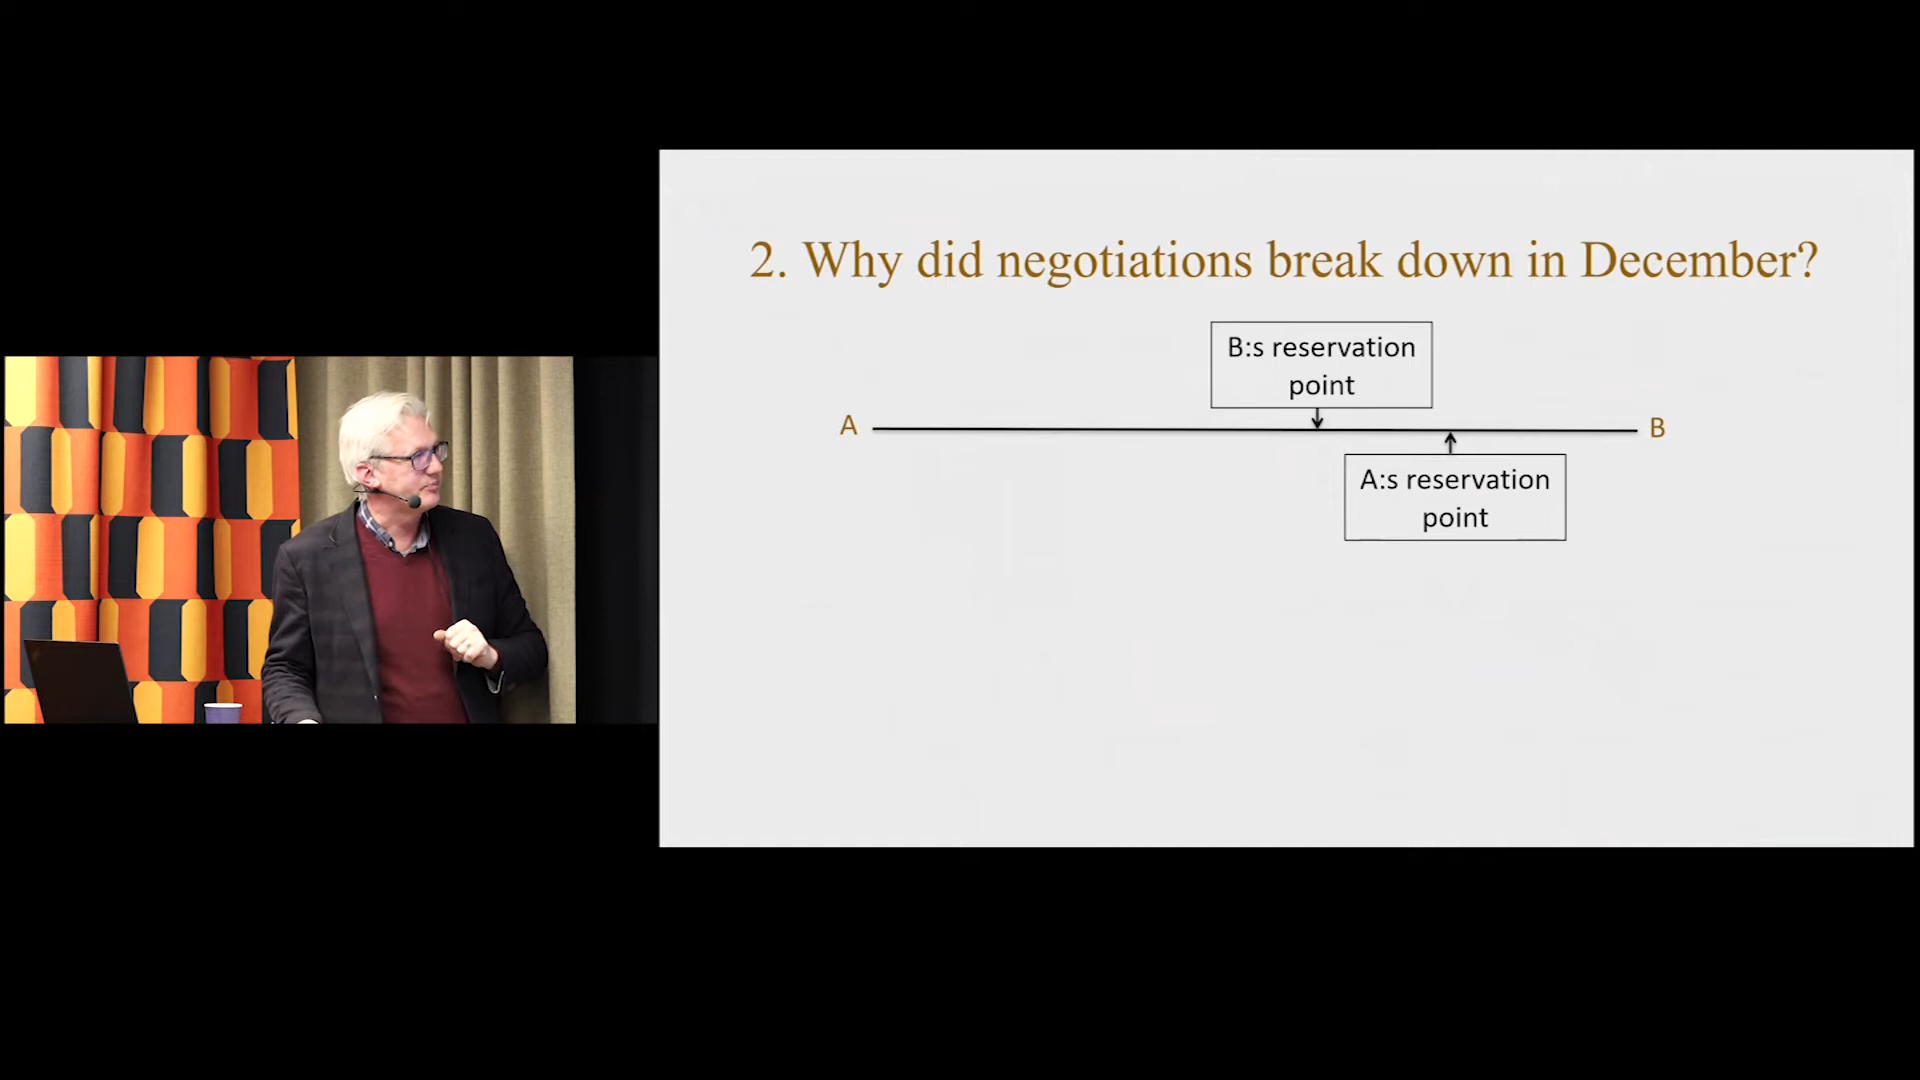 2. Why did negotiations break down in December?
B:s reservation
point
A
B
A:s reservation
point